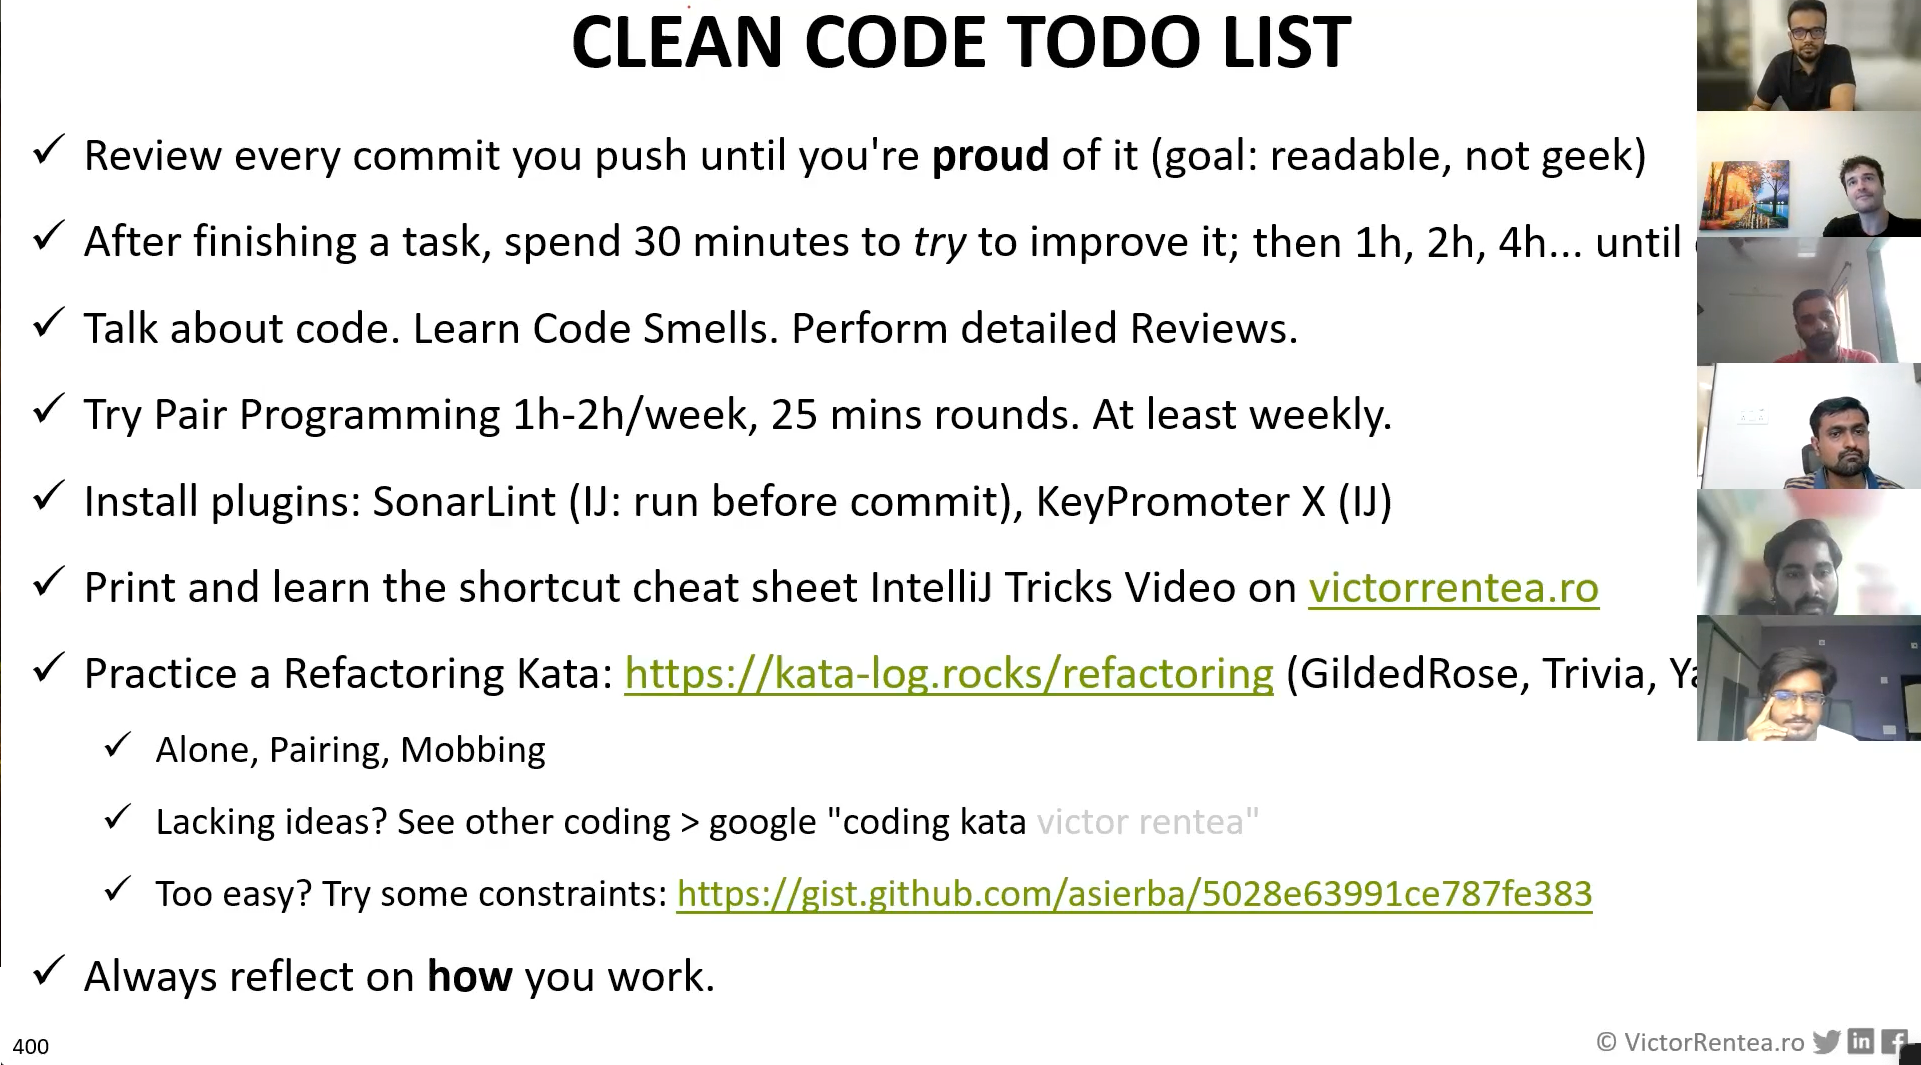 CLEAN CODE TODO LIST
✓ Review every commit you push until you're proud of it (goal: readable, not geek)
✓ After finishing a task, spend 30 minutes to try to improve it; then 1h, 2h, 4h... until
✓ Talk about code. Learn Code Smells. Perform detailed Reviews.
✓ Try Pair Programming 1h-2h/week, 25 mins rounds. At least weekly.
✓ Install plugins: SonarLint (IJ: run before commit), KeyPromoter X (IJ)
✓ Print and learn the shortcut cheat sheet IntelliJ Tricks Video on victorrentea.ro
✓ Practice a Refactoring Kata: https://kata-log.rocks/refactoring (GildedRose, Trivia,
✓ Alone, Pairing, Mobbing
✓ Lacking ideas? See other coding > google "coding kata victor rentea"
✓ Too easy? Try some constraints: https://gist.github.com/asierba/5028e63991ce787fe383
✓ Always reflect on how you work.
400
© VictorRentea.ro